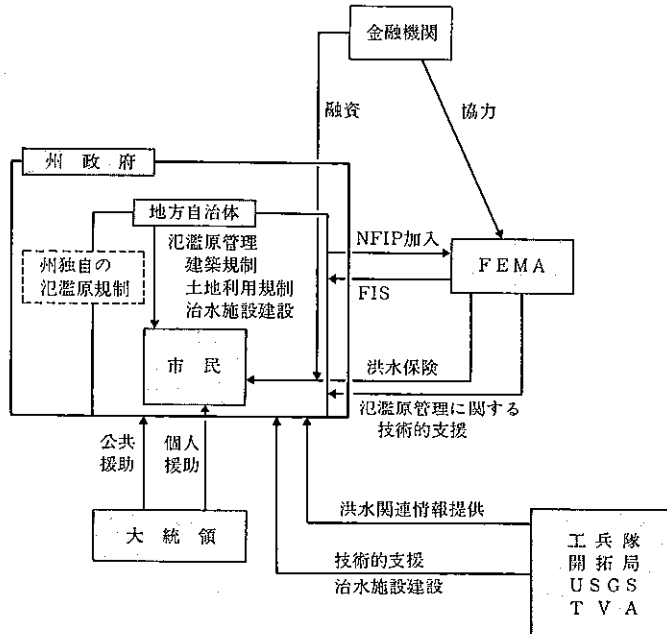 金融機関
融資
協力
州政府
地方自治体
NFIP加入
氾濫原管理
建築規制
土地利用規制
治水施設建設
州独自の
氾濫原規制
FEMA
FIS
市民
洪水保険
氾濫原管理に関する
技術的支援
公共
援助
個人
援助
大統領
洪水関連情報提供
技術的支援
治水施設建設
工兵隊
開拓局
USGS
TVA